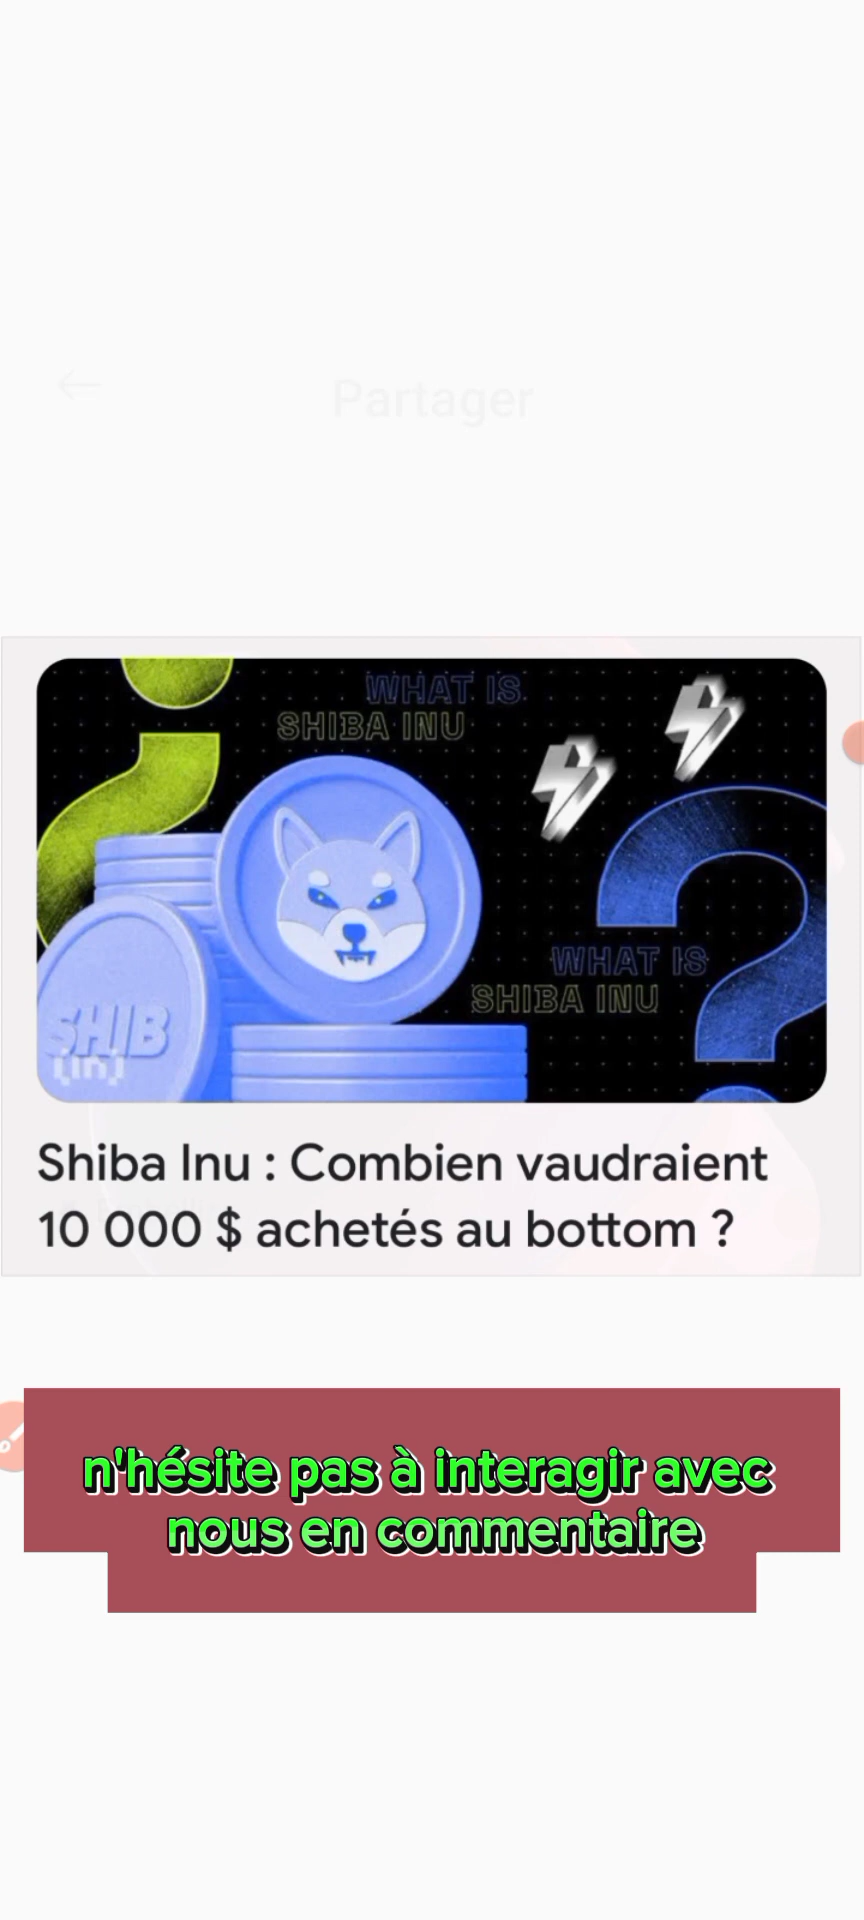 Partager
WHAT IS
SHIBA INU
WHAT IS
SHIBA INU
SHIB
(in)
Shiba Inu : Combien vaudraient
10 000 $ achetés au bottom ?
n'hésite pas à interagir avec
nous en commentaire